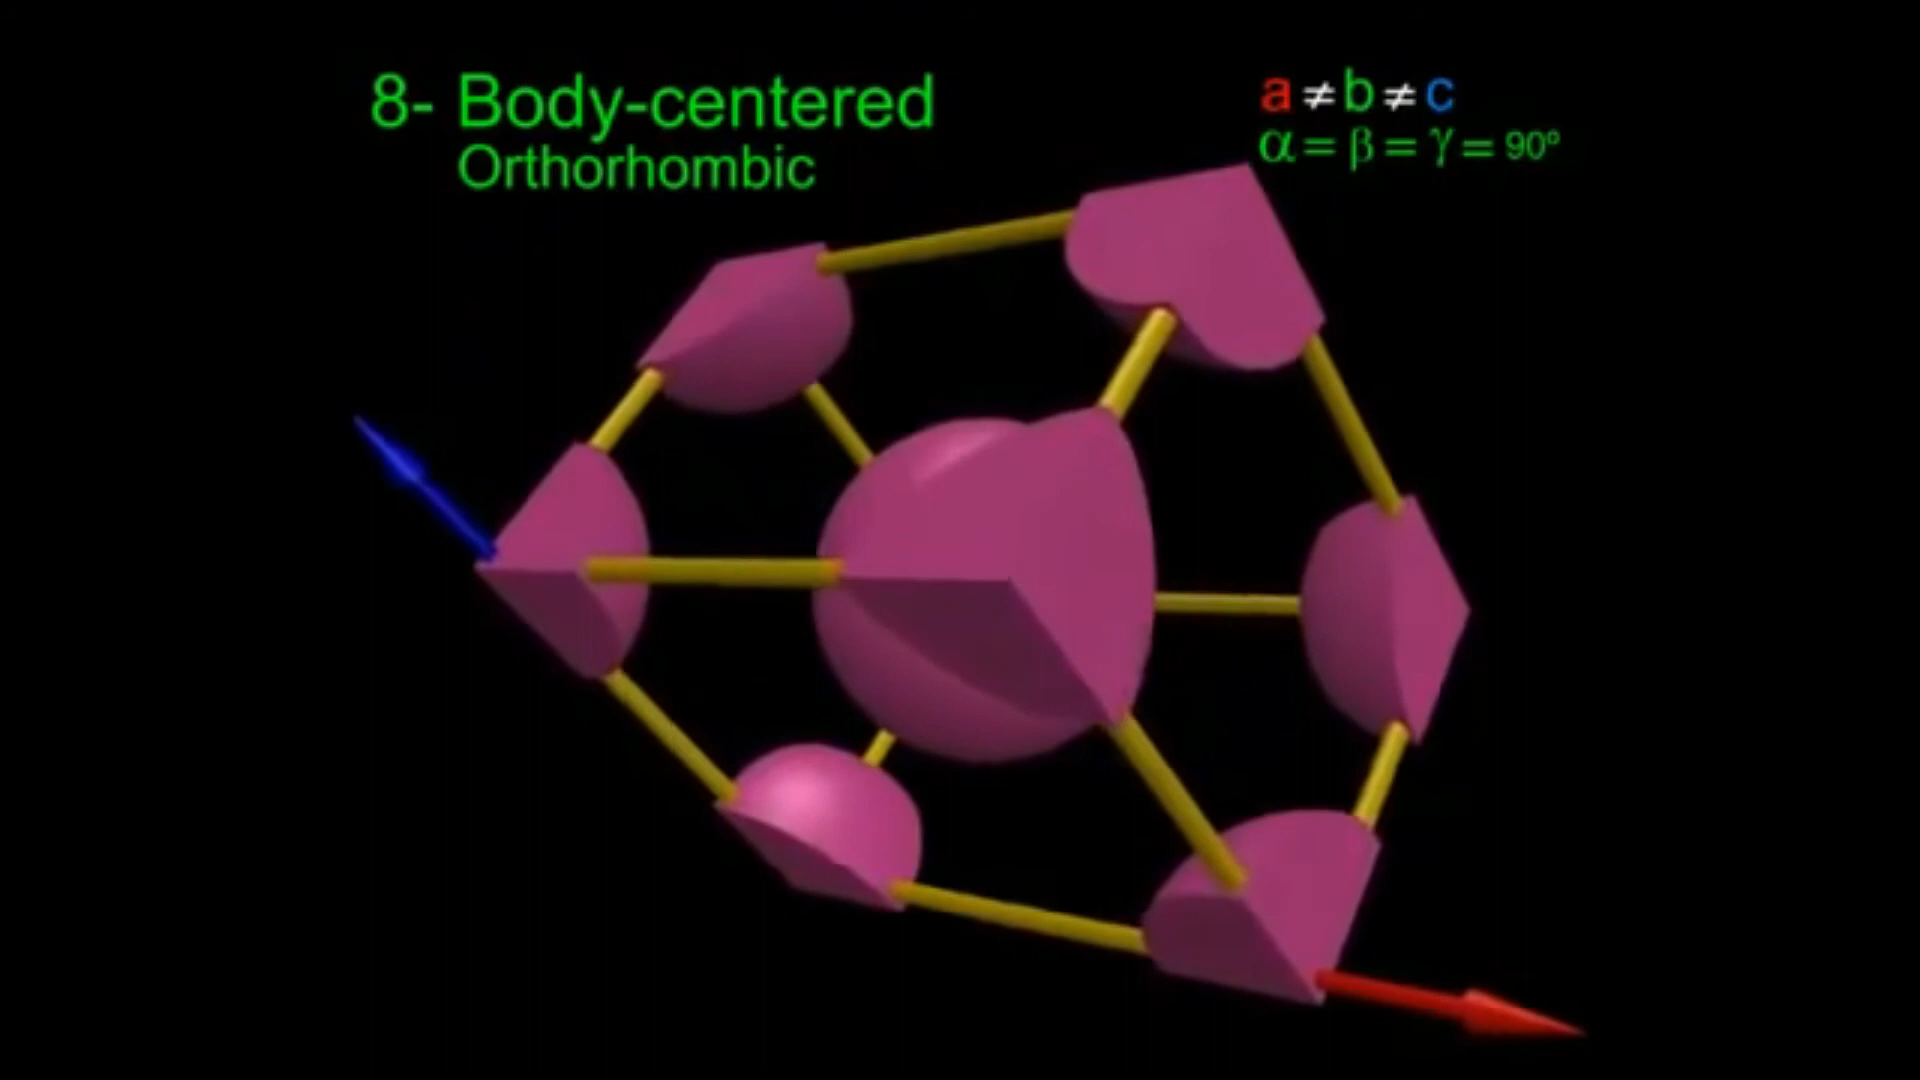 8- Body-centered
Orthorhombic
a≠b≠c
α=β=γ=90º